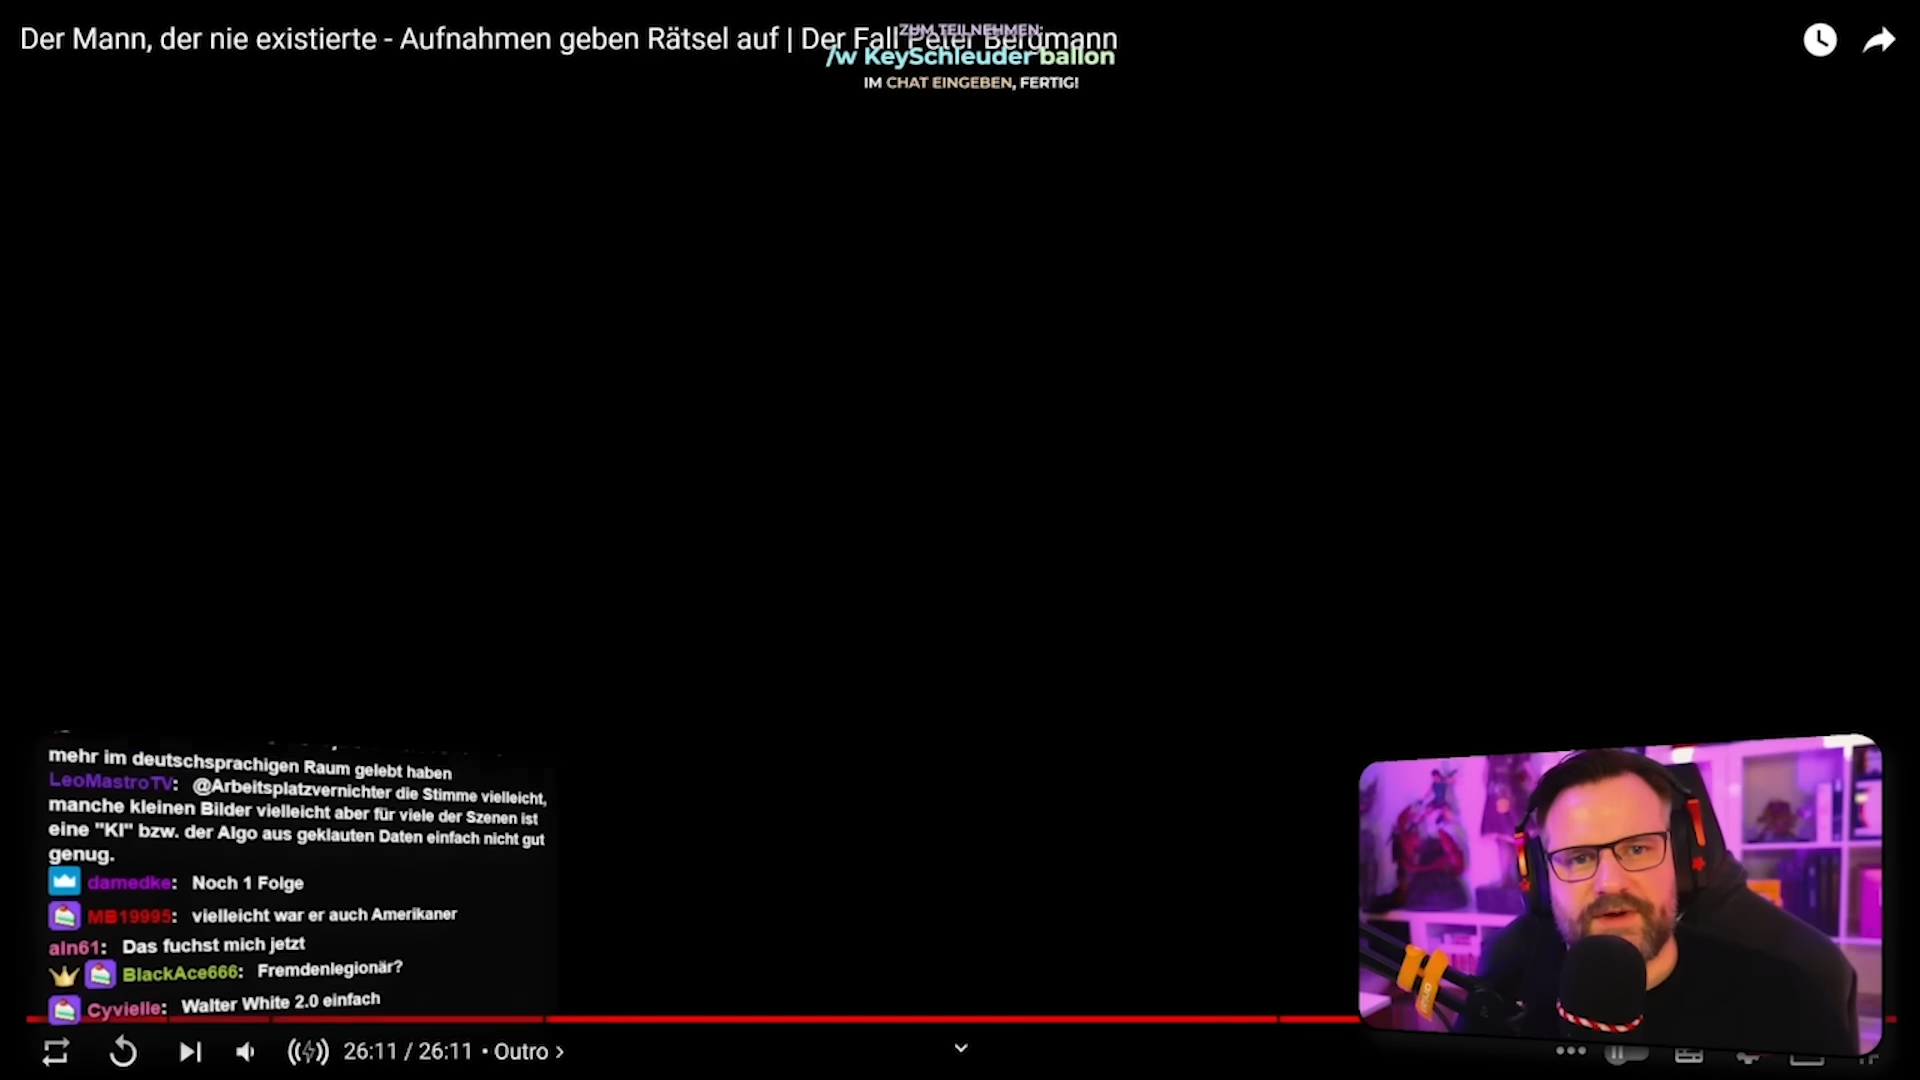 Der Mann, der nie existierte - Aufnahmen geben Rätsel auf | Der Fall Peter Bergmann
ZUM TEILNEHMEN:
/w KeySchleuder ballon
IM CHAT EINGEBEN, FERTIG!
mehr im deutschsprachigen Raum gelebt haben
LeoMastroTV: @Arbeitsplatzvernichter die Stimme vielleicht,
manche kleinen Bilder vielleicht aber für viele der Szenen ist
eine "KI" bzw. der Algo aus geklauten Daten einfach nicht gut
genug.
damedke: Noch 1 Folge
MB19995: vielleicht war er auch Amerikaner
aln61: Das fuchst mich jetzt
BlackAce666: Fremdenlegionär?
Cyvielle: Walter White 2.0 einfach
26:11 / 26:11 • Outro >